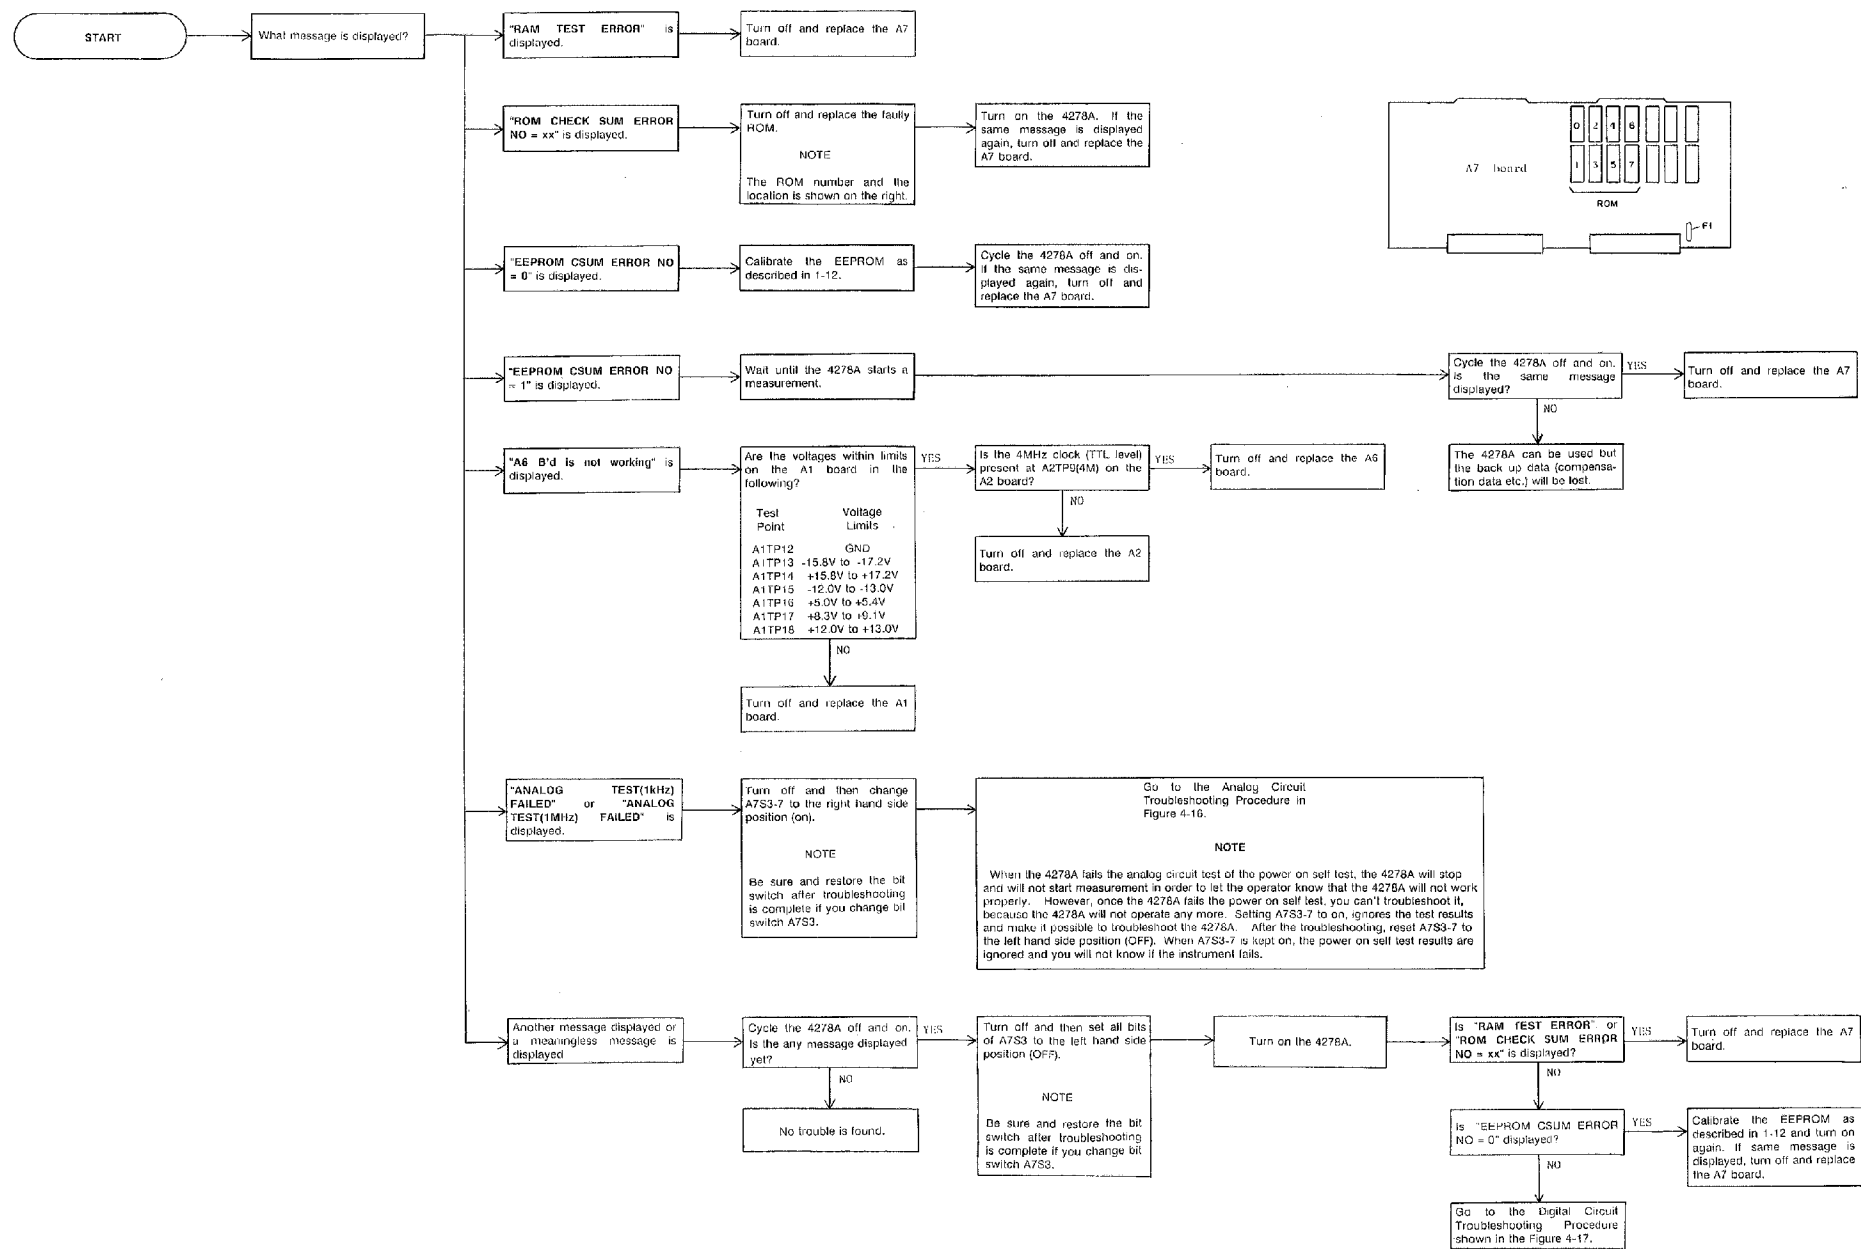 START
What message is displayed?
"RAM TEST ERROR" is
displayed.
Turn off and replace the A7
board.
"ROM CHECK SUM ERROR
NO = xx" is displayed.
Turn off and replace the faulty
ROM.
NOTE
The ROM number and the
location is shown on the right.
Turn on the 4278A. If the
same message is displayed
again, turn off and replace the
A7 board.
A7 board
0 2 4 6
1 3 5 7
ROM
F1
"EEPROM CSUM ERROR NO
= 0" is displayed.
Calibrate the EEPROM as
described in 1-12.
Cycle the 4278A off and on.
If the same message is dis-
played again, turn off and
replace the A7 board.
"EEPROM CSUM ERROR NO
= 1" is displayed.
Wait until the 4278A starts a
measurement.
Cycle the 4278A off and on.
Is the same message
displayed?
YES
Turn off and replace the A7
board.
NO
The 4278A can be used but
the back up data (compensa-
tion data etc.) will be lost.
"A6 B'd is not working" is
displayed.
Are the voltages within limits
on the A1 board in the
following?
Test Voltage
Point Limits
A1TP12 GND
A1TP13 -15.8V to -17.2V
A1TP14 +15.8V to +17.2V
A1TP15 -12.0V to -13.0V
A1TP16 +5.0V to +5.4V
A1TP17 +8.3V to +9.1V
A1TP18 +12.0V to +13.0V
YES
Is the 4MHz clock (TTL level)
present at A2TP9(4M) on the
A2 board?
YES
Turn off and replace the A6
board.
NO
Turn off and replace the A2
board.
NO
Turn off and replace the A1
board.
"ANALOG TEST(1kHz)
FAILED" or "ANALOG
TEST(1MHz) FAILED" is
displayed.
Turn off and then change
A7S3-7 to the right hand side
position (on).
NOTE
Be sure and restore the bit
switch after troubleshooting
is complete if you change bit
switch A7S3.
Go to the Analog Circuit
Troubleshooting Procedure in
Figure 4-16.
NOTE
When the 4278A fails the analog circuit test of the power on self test, the 4278A will stop
and will not start measurement in order to let the operator know that the 4278A will not work
properly. However, once the 4278A fails the power on self test, you can't troubleshoot it,
because the 4278A will not operate any more. Setting A7S3-7 to on, ignores the test results
and make it possible to troubleshoot the 4278A. After the troubleshooting, reset A7S3-7 to
the left hand side position (OFF). When A7S3-7 is kept on, the power on self test results are
ignored and you will not know if the instrument fails.
Another message displayed or
a meaningless message is
displayed
Cycle the 4278A off and on.
Is the any message displayed
yet?
YES
NO
No trouble is found.
Turn off and then set all bits
of A7S3 to the left hand side
position (OFF).
NOTE
Be sure and restore the bit
switch after troubleshooting
is complete if you change bit
switch A7S3.
Turn on the 4278A.
Is "RAM TEST ERROR", or
"ROM CHECK SUM ERROR
NO = xx" is displayed?
YES
Turn off and replace the A7
board.
NO
Is "EEPROM CSUM ERROR
NO = 0" displayed?
YES
Calibrate the EEPROM as
described in 1-12 and turn on
again. If same message is
displayed, turn off and replace
the A7 board.
NO
Go to the Digital Circuit
Troubleshooting Procedure
shown in the Figure 4-17.